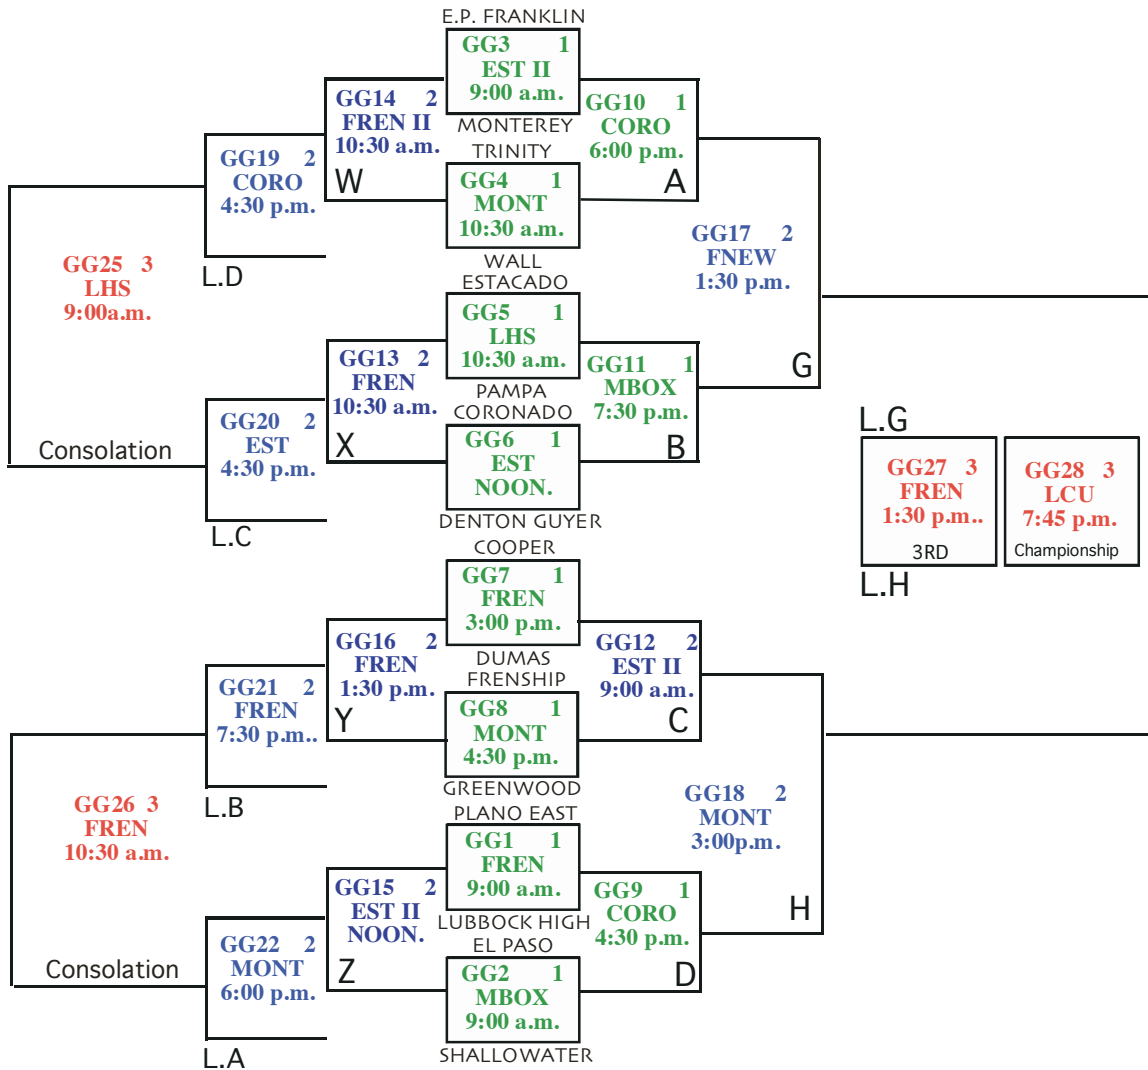 E.P. FRANKLIN
GG3 1
EST II
9:00 a.m.
MONTEREY
GG14 2
FREN II
10:30 a.m.
W
GG10 1
CORO
6:00 p.m.
A
TRINITY
GG4 1
MONT
10:30 a.m.
WALL
GG19 2
CORO
4:30 p.m.
L.D
GG17 2
FNEW
1:30 p.m.
G
GG25 3
LHS
9:00a.m.
Consolation
ESTACADO
GG5 1
LHS
10:30 a.m.
PAMPA
GG13 2
FREN
10:30 a.m.
X
GG11 1
MBOX
7:30 p.m.
B
CORONADO
GG6 1
EST
NOON.
DENTON GUYER
GG20 2
EST
4:30 p.m.
L.C
L.G
GG27 3
FREN
1:30 p.m..
3RD
L.H
GG28 3
LCU
7:45 p.m.
Championship
COOPER
GG7 1
FREN
3:00 p.m.
DUMAS
GG16 2
FREN
1:30 p.m.
Y
GG12 2
EST II
9:00 a.m.
C
FRENSHIP
GG8 1
MONT
4:30 p.m.
GREENWOOD
GG21 2
FREN
7:30 p.m..
L.B
GG18 2
MONT
3:00p.m.
H
GG26 3
FREN
10:30 a.m.
Consolation
PLANO EAST
GG1 1
FREN
9:00 a.m.
LUBBOCK HIGH
GG15 2
EST II
NOON.
Z
GG9 1
CORO
4:30 p.m.
D
EL PASO
GG2 1
MBOX
9:00 a.m.
SHALLOWATER
GG22 2
MONT
6:00 p.m.
L.A